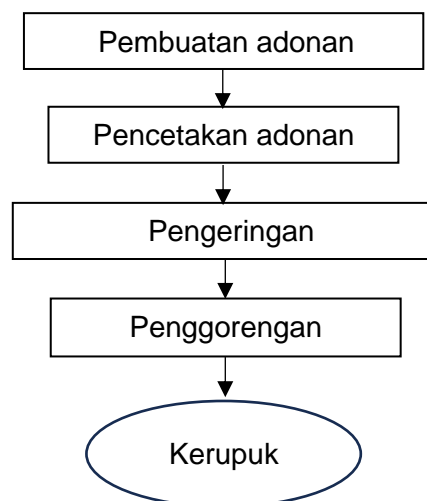 Pembuatan adonan
Pencetakan adonan
Pengeringan
Penggorengan
Kerupuk